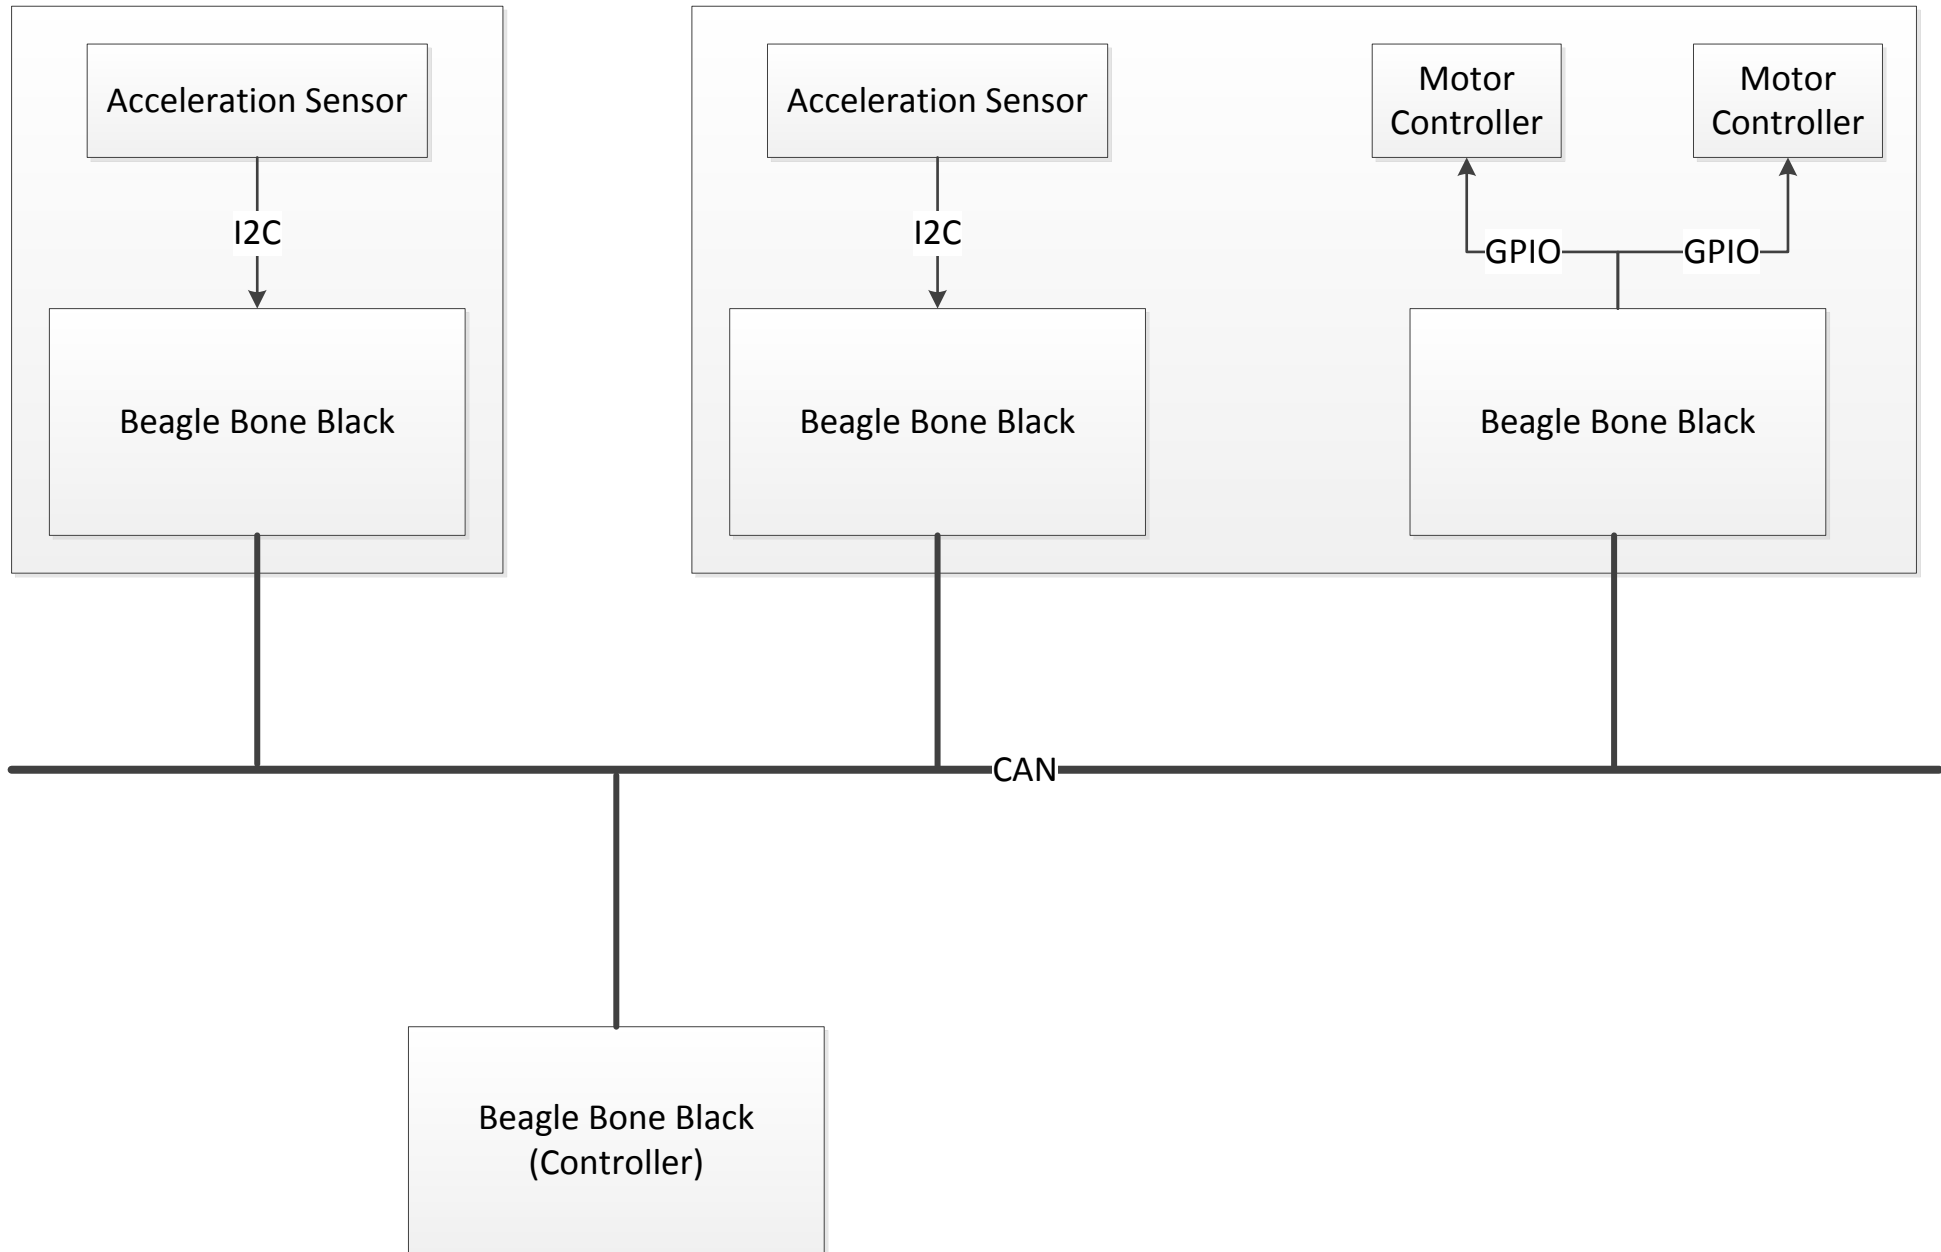 Acceleration Sensor
Acceleration Sensor
Motor
Controller
Motor
Controller
I2C
I2C
GPIO
GPIO
Beagle Bone Black
Beagle Bone Black
Beagle Bone Black
CAN
Beagle Bone Black
(Controller)